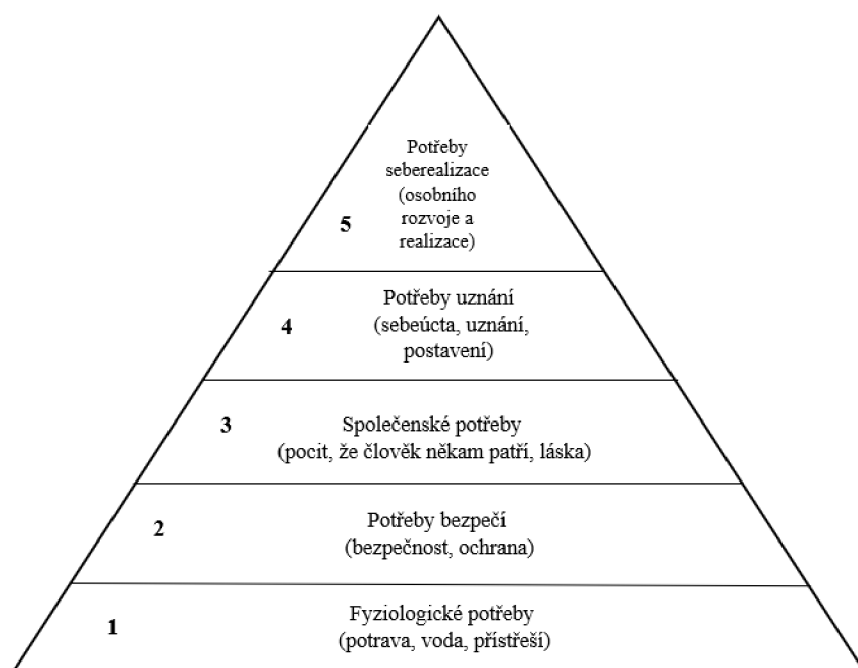 Potřeby
seberealizace
(osobního
rozvoje a
5
realizace)
Potřeby uznání
4
(sebeúcta, uznání,
postavení)
3
Společenské potřeby
(pocit, že člověk někam patří, láska)
Potřeby bezpečí
2
(bezpečnost, ochrana)
Fyziologické potřeby
1
(potrava, voda, přístřeší)